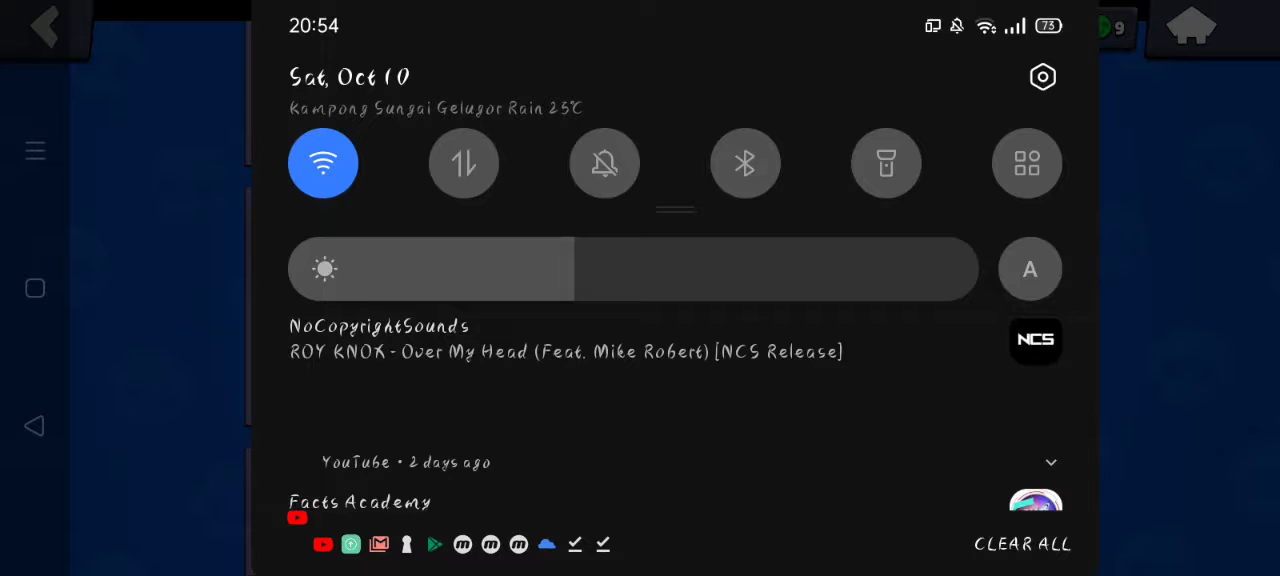 20:54
73
9
Sat, Oct 10
Kampong Sungai Gelugor Rain 25°C
A
NoCopyrightSounds
ROY KNOX - Over My Head (Feat. Mike Robert) [NCS Release]
NCS
YouTube • 2 days ago
Facts Academy
CLEAR ALL